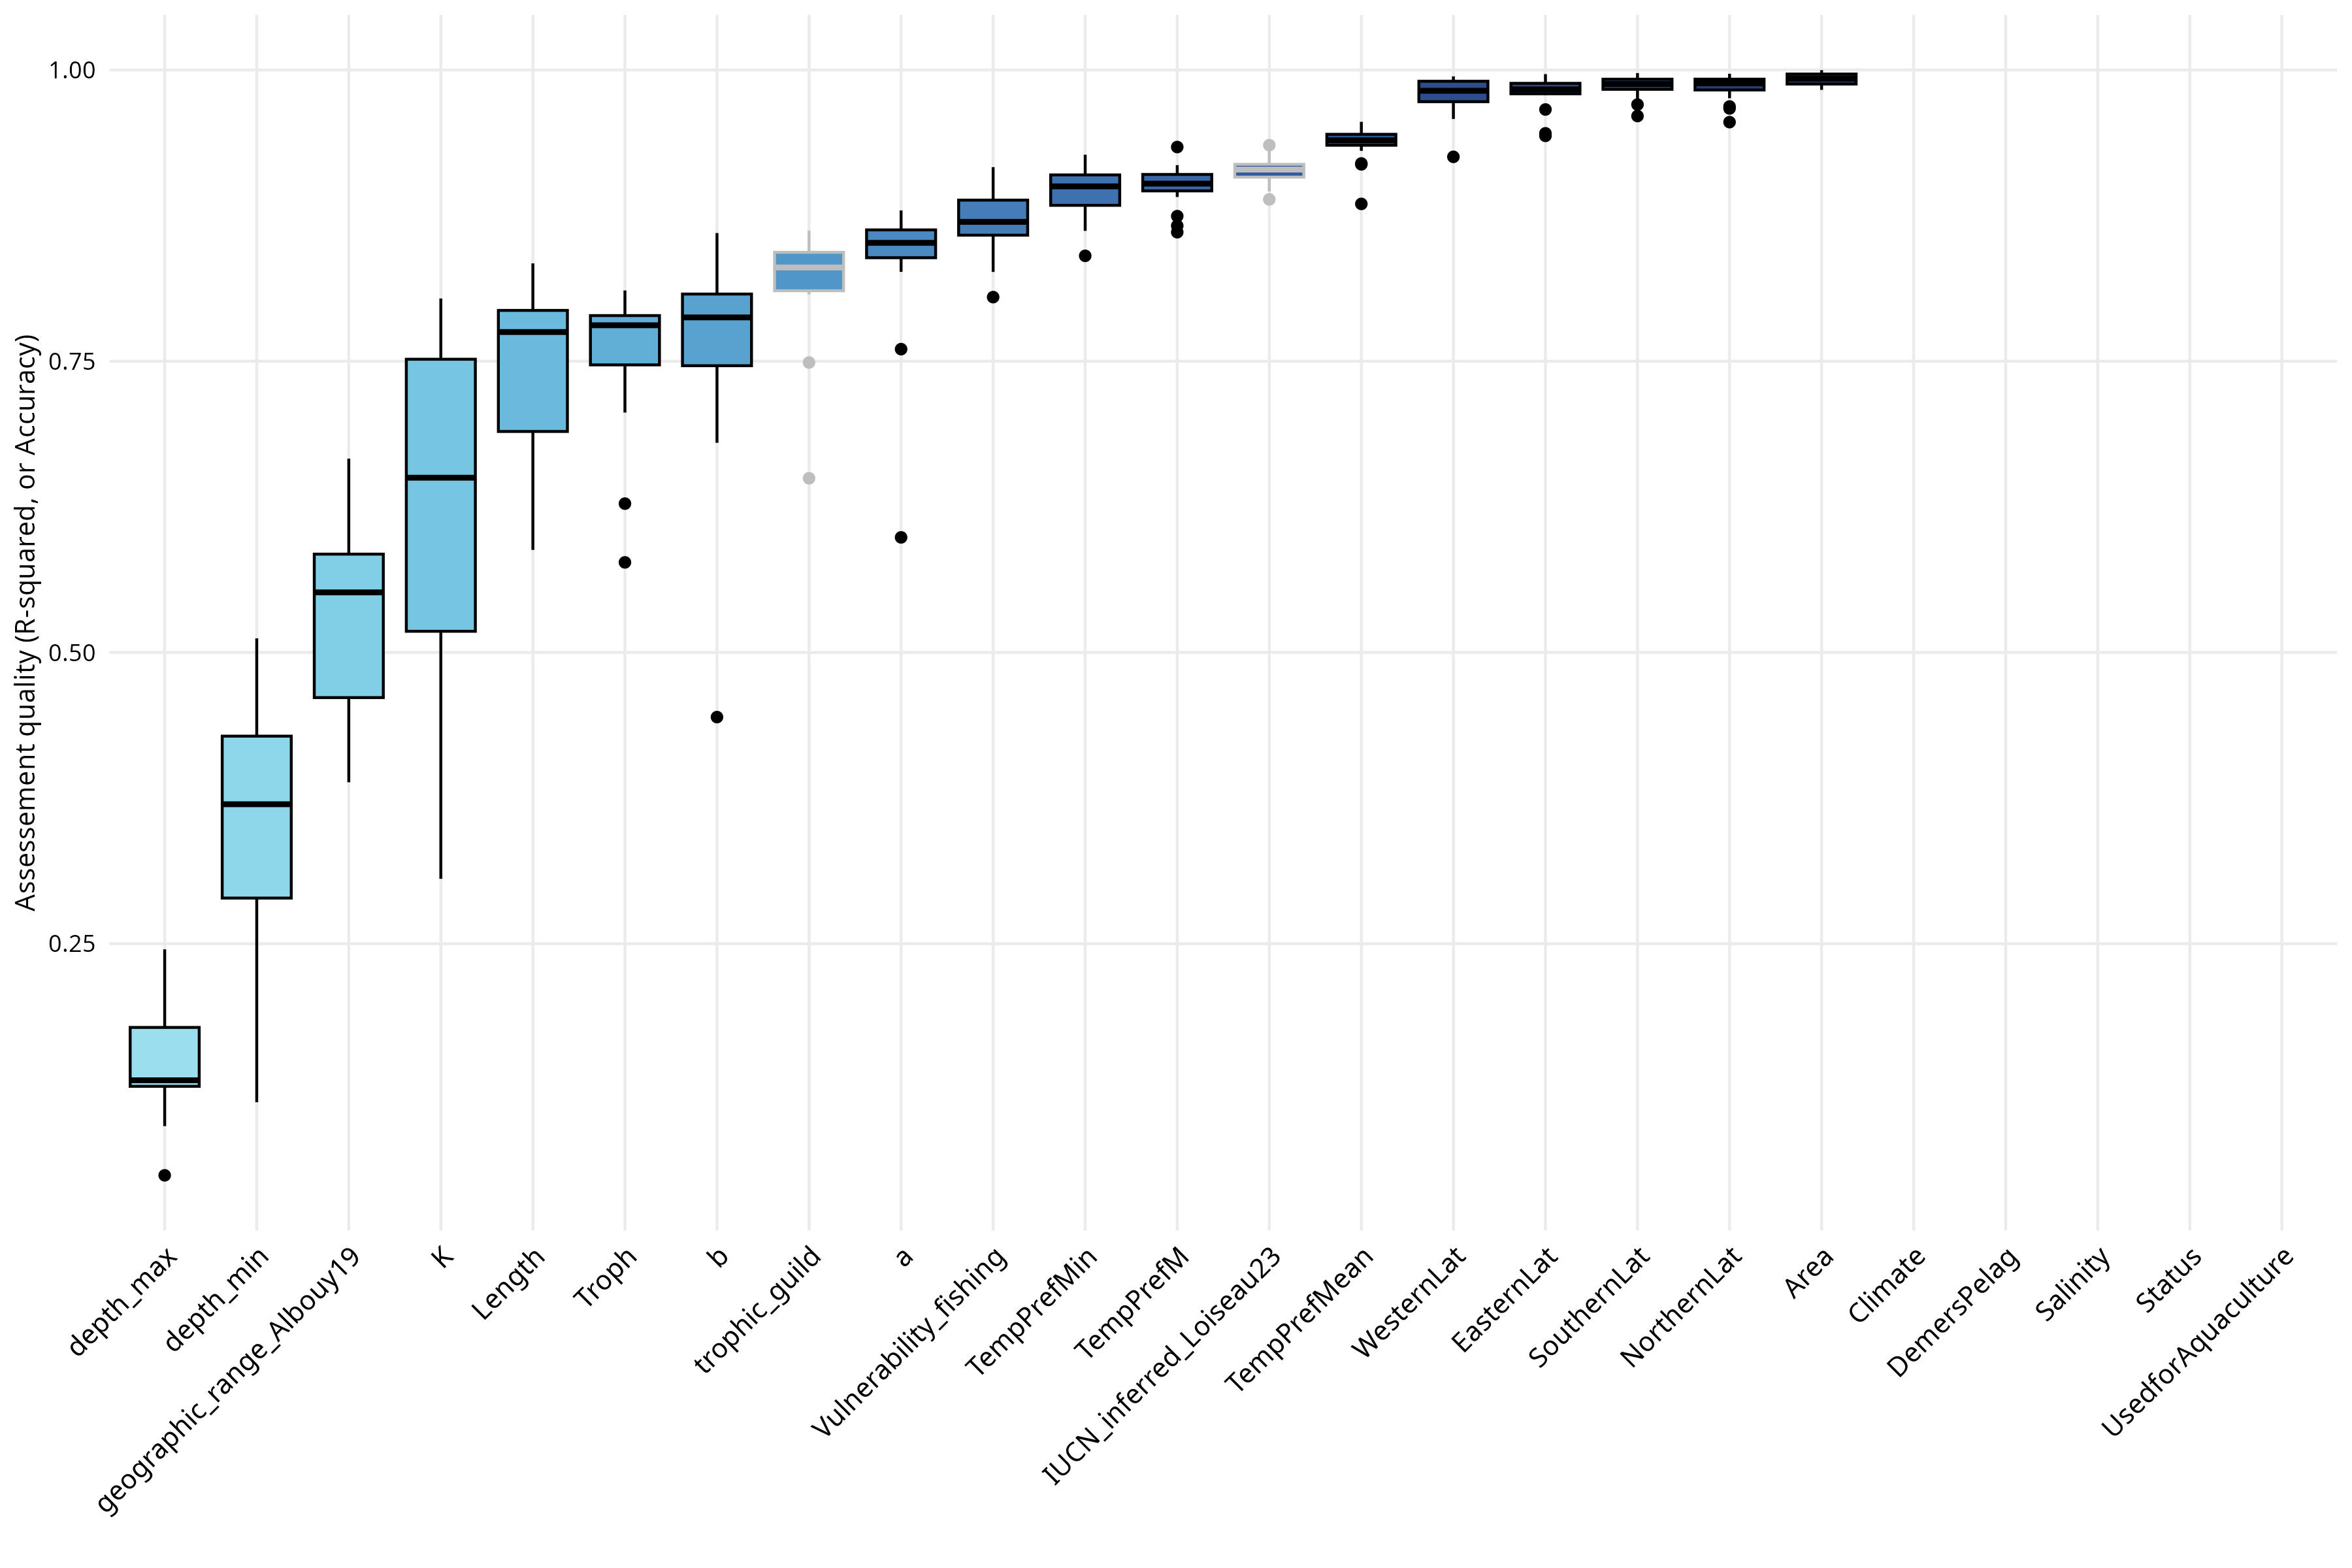 Assessement quality (R-squared, or Accuracy)
1.00
0.75
0.50
0.25
depth_max
depth_min
geographic_range_Albouy19
K
Length
Troph
b
trophic_guild
a
Vulnerability_fishing
TempPrefMin
TempPrefM
IUCN_inferred_Loiseau23
TempPrefMean
WesternLat
EasternLat
SouthernLat
NorthernLat
Area
Climate
DemersPelag
Salinity
Status
UsedforAquaculture